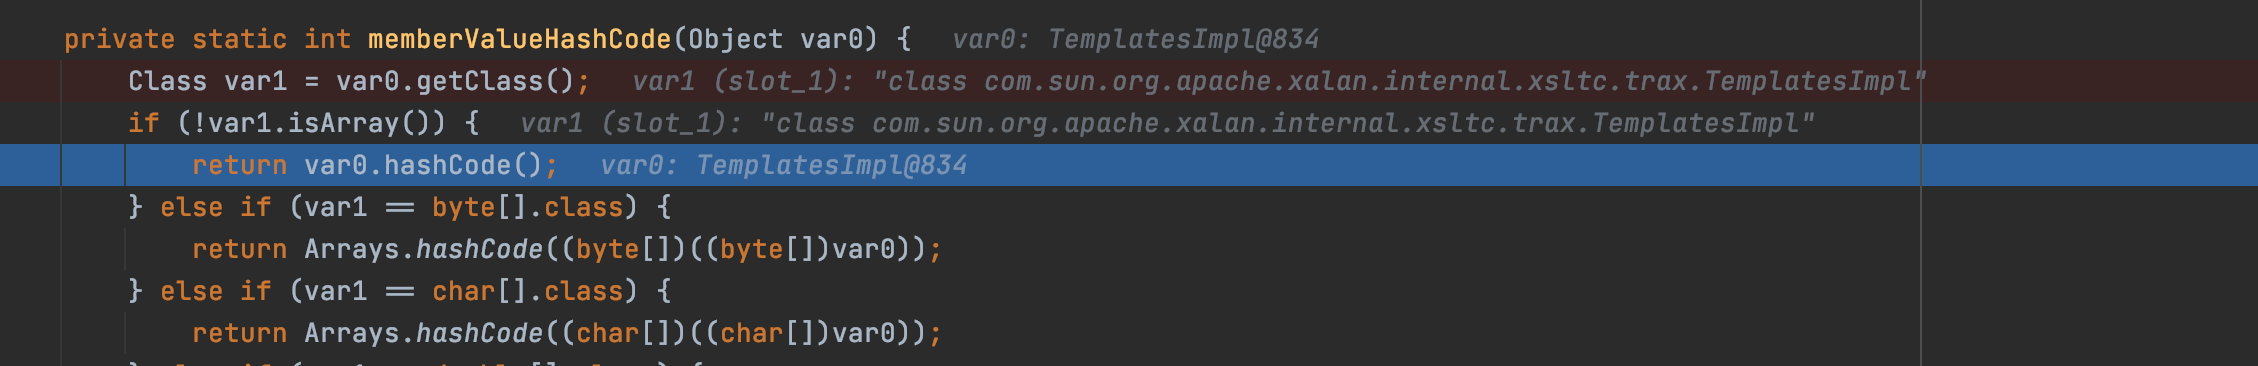 private static int memberValueHashCode(Object var0) {   var0: TemplatesImpl@834
    Class var1 = var0.getClass();   var1 (slot_1): "class com.sun.org.apache.xalan.internal.xsltc.trax.TemplatesImpl"
    if (!var1.isArray()) {   var1 (slot_1): "class com.sun.org.apache.xalan.internal.xsltc.trax.TemplatesImpl"
        return var0.hashCode();   var0: TemplatesImpl@834
    } else if (var1 == byte[].class) {
        return Arrays.hashCode((byte[])((byte[])var0));
    } else if (var1 == char[].class) {
        return Arrays.hashCode((char[])((char[])var0));